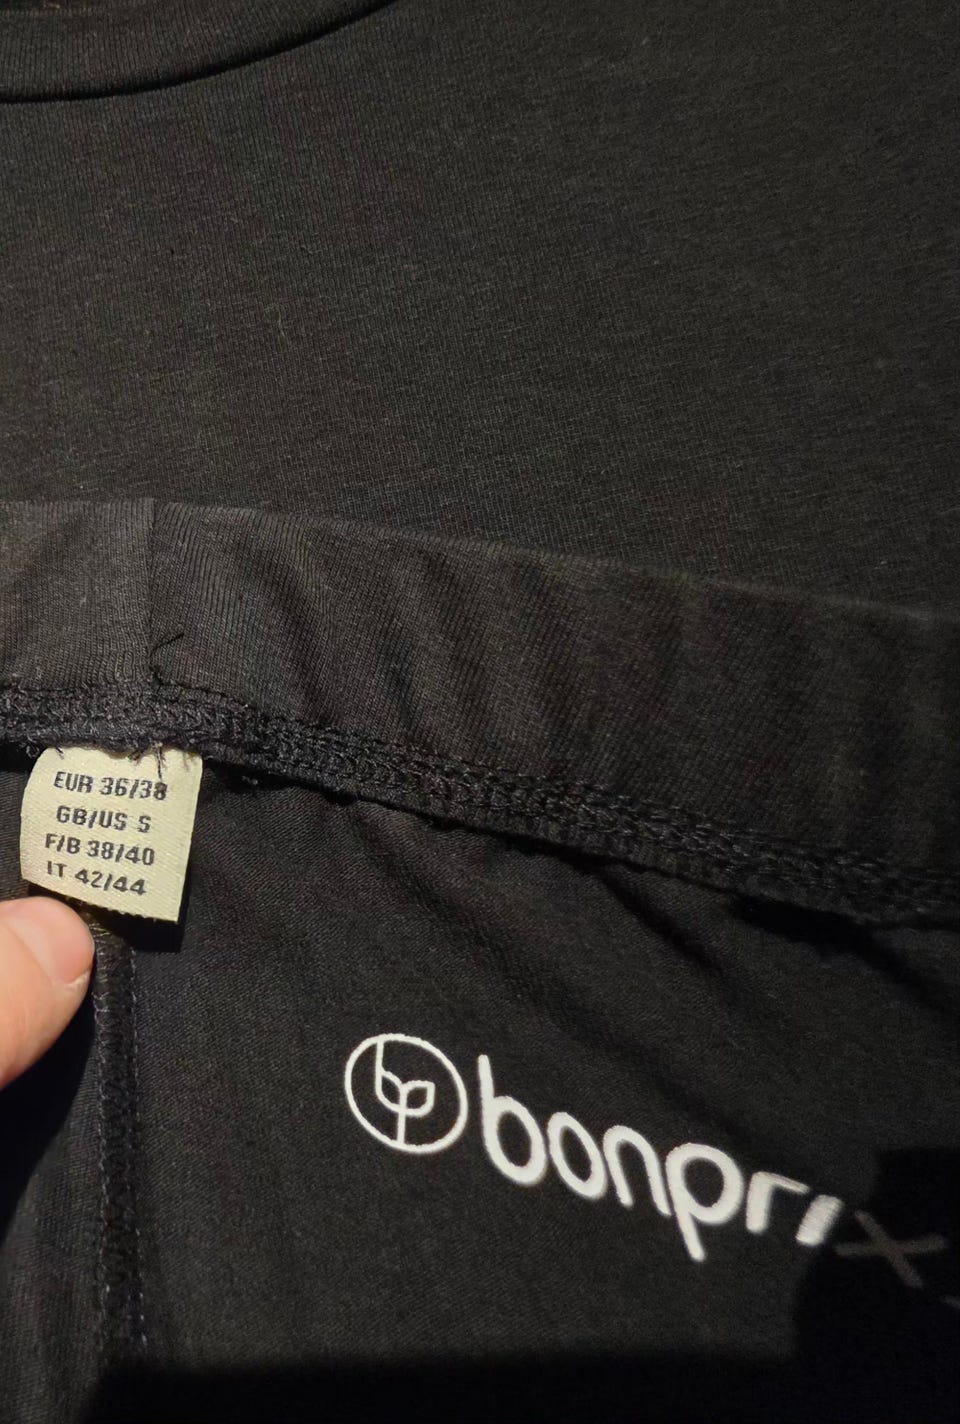 EUR 36/38
GB/US S
F/B 38/40
IT 42/44
bonprix